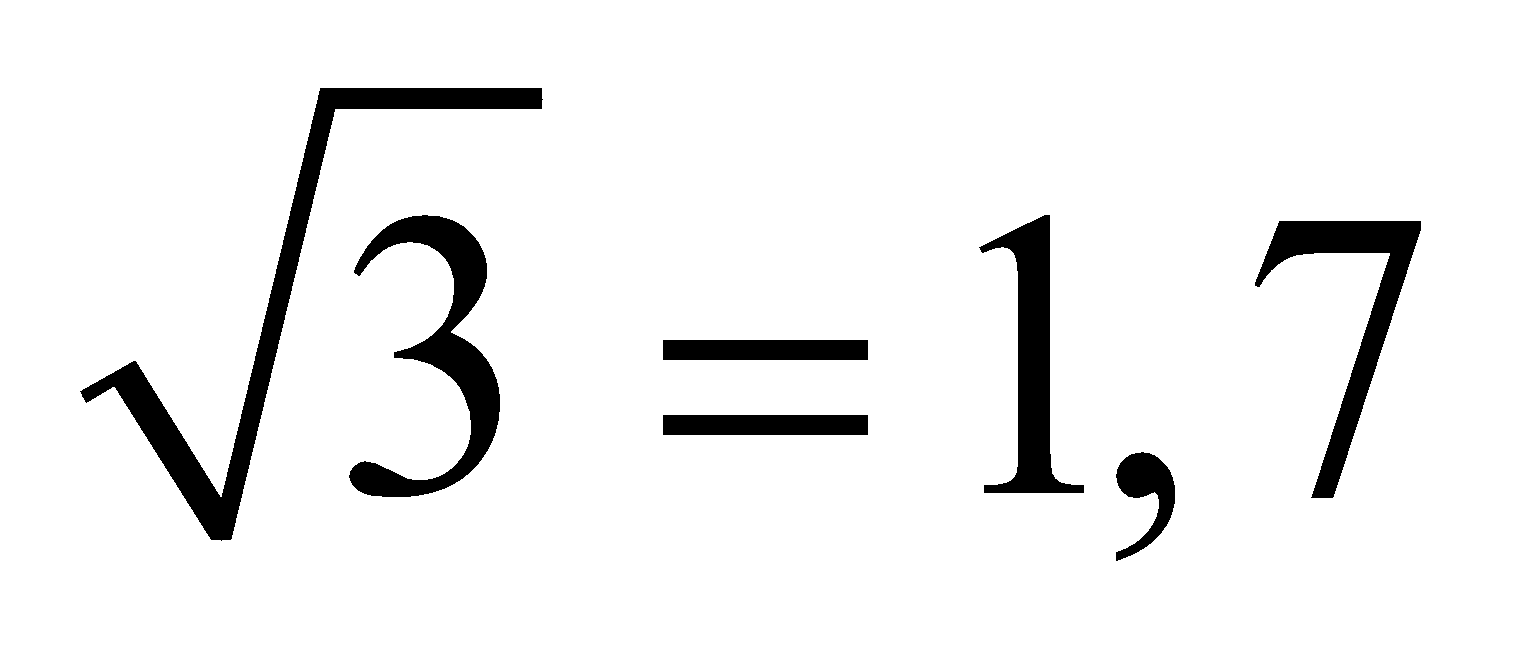 √3 = 1,7